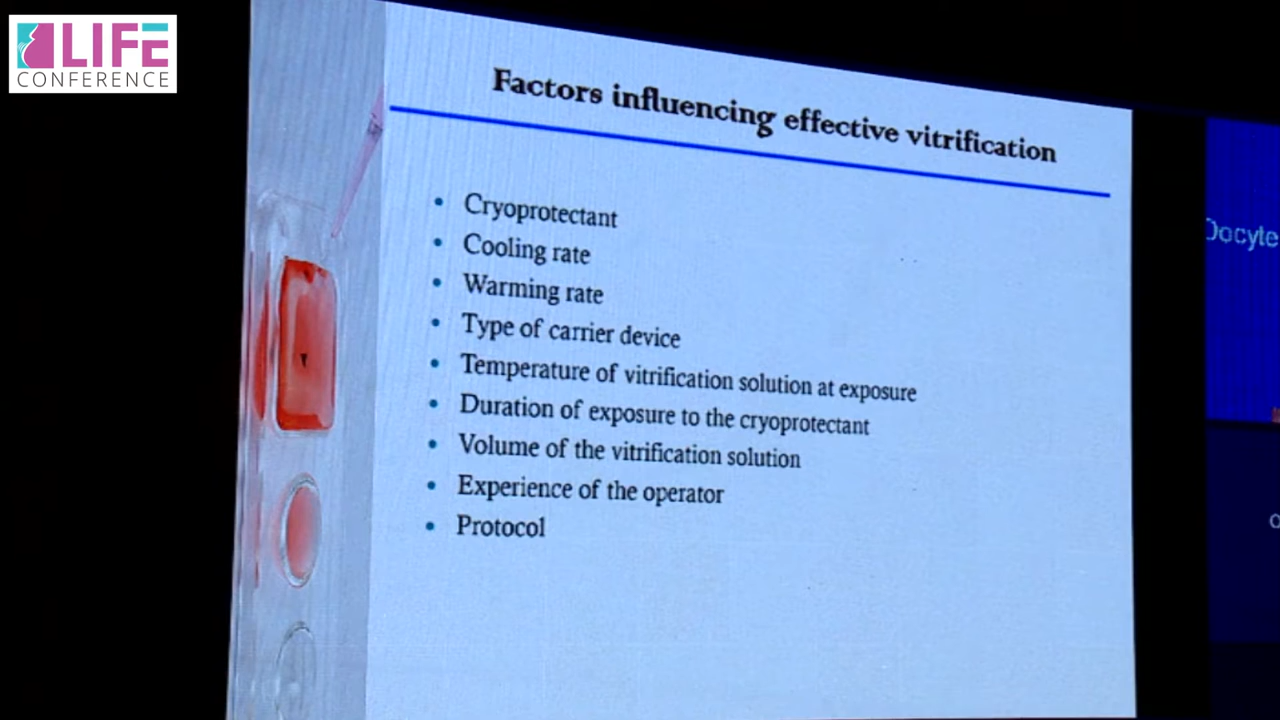 LIFE
CONFERENCE
Factors influencing effective vitrification
• Cryoprotectant
• Cooling rate
• Warming rate
• Type of carrier device
• Temperature of vitrification solution at exposure
• Duration of exposure to the cryoprotectant
• Volume of the vitrification solution
• Experience of the operator
• Protocol
Oocyte